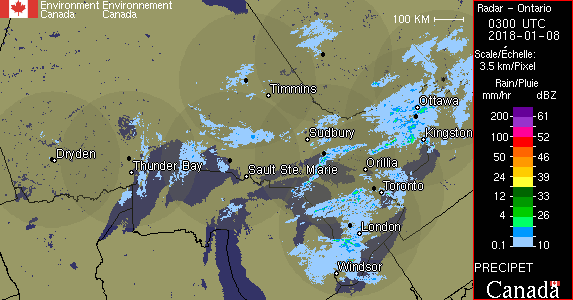 Environment Environnement
Canada Canada
100 KM
Timmins
Ottawa
Sudbury
Kingston
Dryden
Thunder Bay
Sault Ste. Marie
Orillia
Toronto
London
Windsor
Radar - Ontario
0300 UTC
2018-01-08
Scale/Échelle:
3.5 km/Pixel
Rain/Pluie
mm/hr dBZ
200 61
100 52
50 46
24 39
12 33
4 26
0.1 10
PRECIPET
Canada